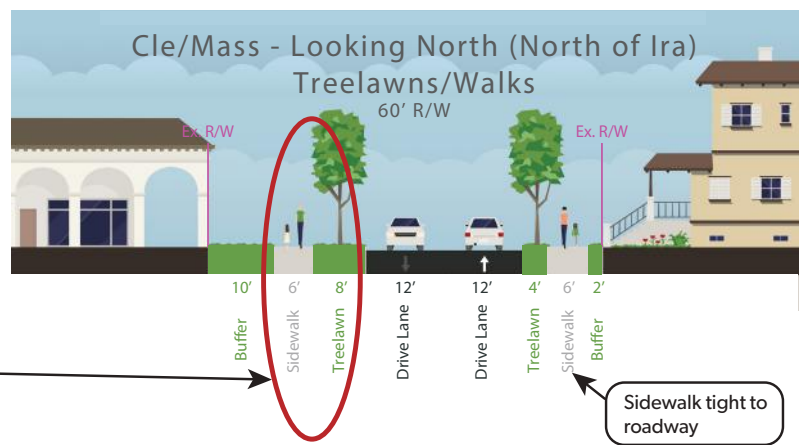 Cle/Mass - Looking North (North of Ira)
Treelawns/Walks
60’ R/W
Ex. R/W
Ex. R/W
10’
6’
8’
12’
12’
4’
6’
2’
Buffer
Sidewalk
Treelawn
Drive Lane
Drive Lane
Treelawn
Sidewalk
Buffer
Sidewalk tight to
roadway